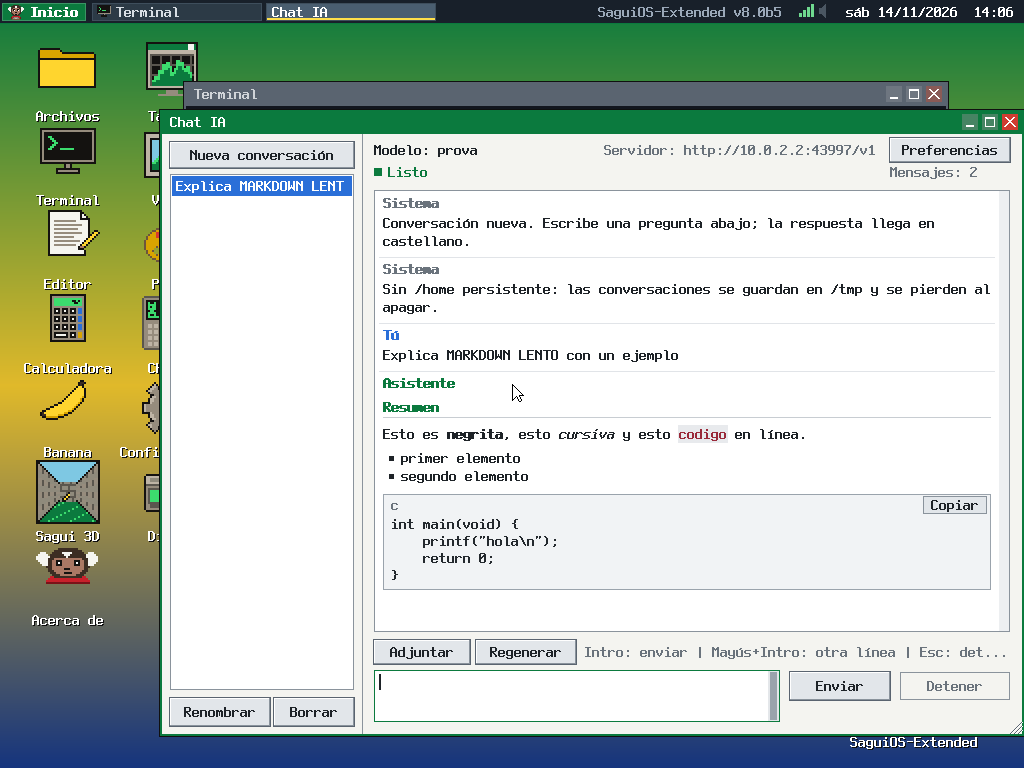 Inicio
Terminal
Chat IA
SaguiOS-Extended v8.0b5
sáb 14/11/2026 14:06
Archivos
Terminal
Editor
Calculadora
Banana
Sagui 3D
Acerca de
Confi
SaguiOS-Extended
Terminal
Chat IA
Nueva conversación
Explica MARKDOWN LENT
Renombrar
Borrar
Modelo: prova
Servidor: http://10.0.2.2:43997/v1
Preferencias
Listo
Mensajes: 2
Sistema
Conversación nueva. Escribe una pregunta abajo; la respuesta llega en
castellano.
Sistema
Sin /home persistente: las conversaciones se guardan en /tmp y se pierden al
apagar.
Tú
Explica MARKDOWN LENTO con un ejemplo
Asistente
Resumen
Esto es negrita, esto cursiva y esto codigo en línea.
▪ primer elemento
▪ segundo elemento
c
Copiar
int main(void) {
    printf("hola\n");
    return 0;
}
Adjuntar
Regenerar
Intro: enviar | Mayús+Intro: otra línea | Esc: det...
Enviar
Detener